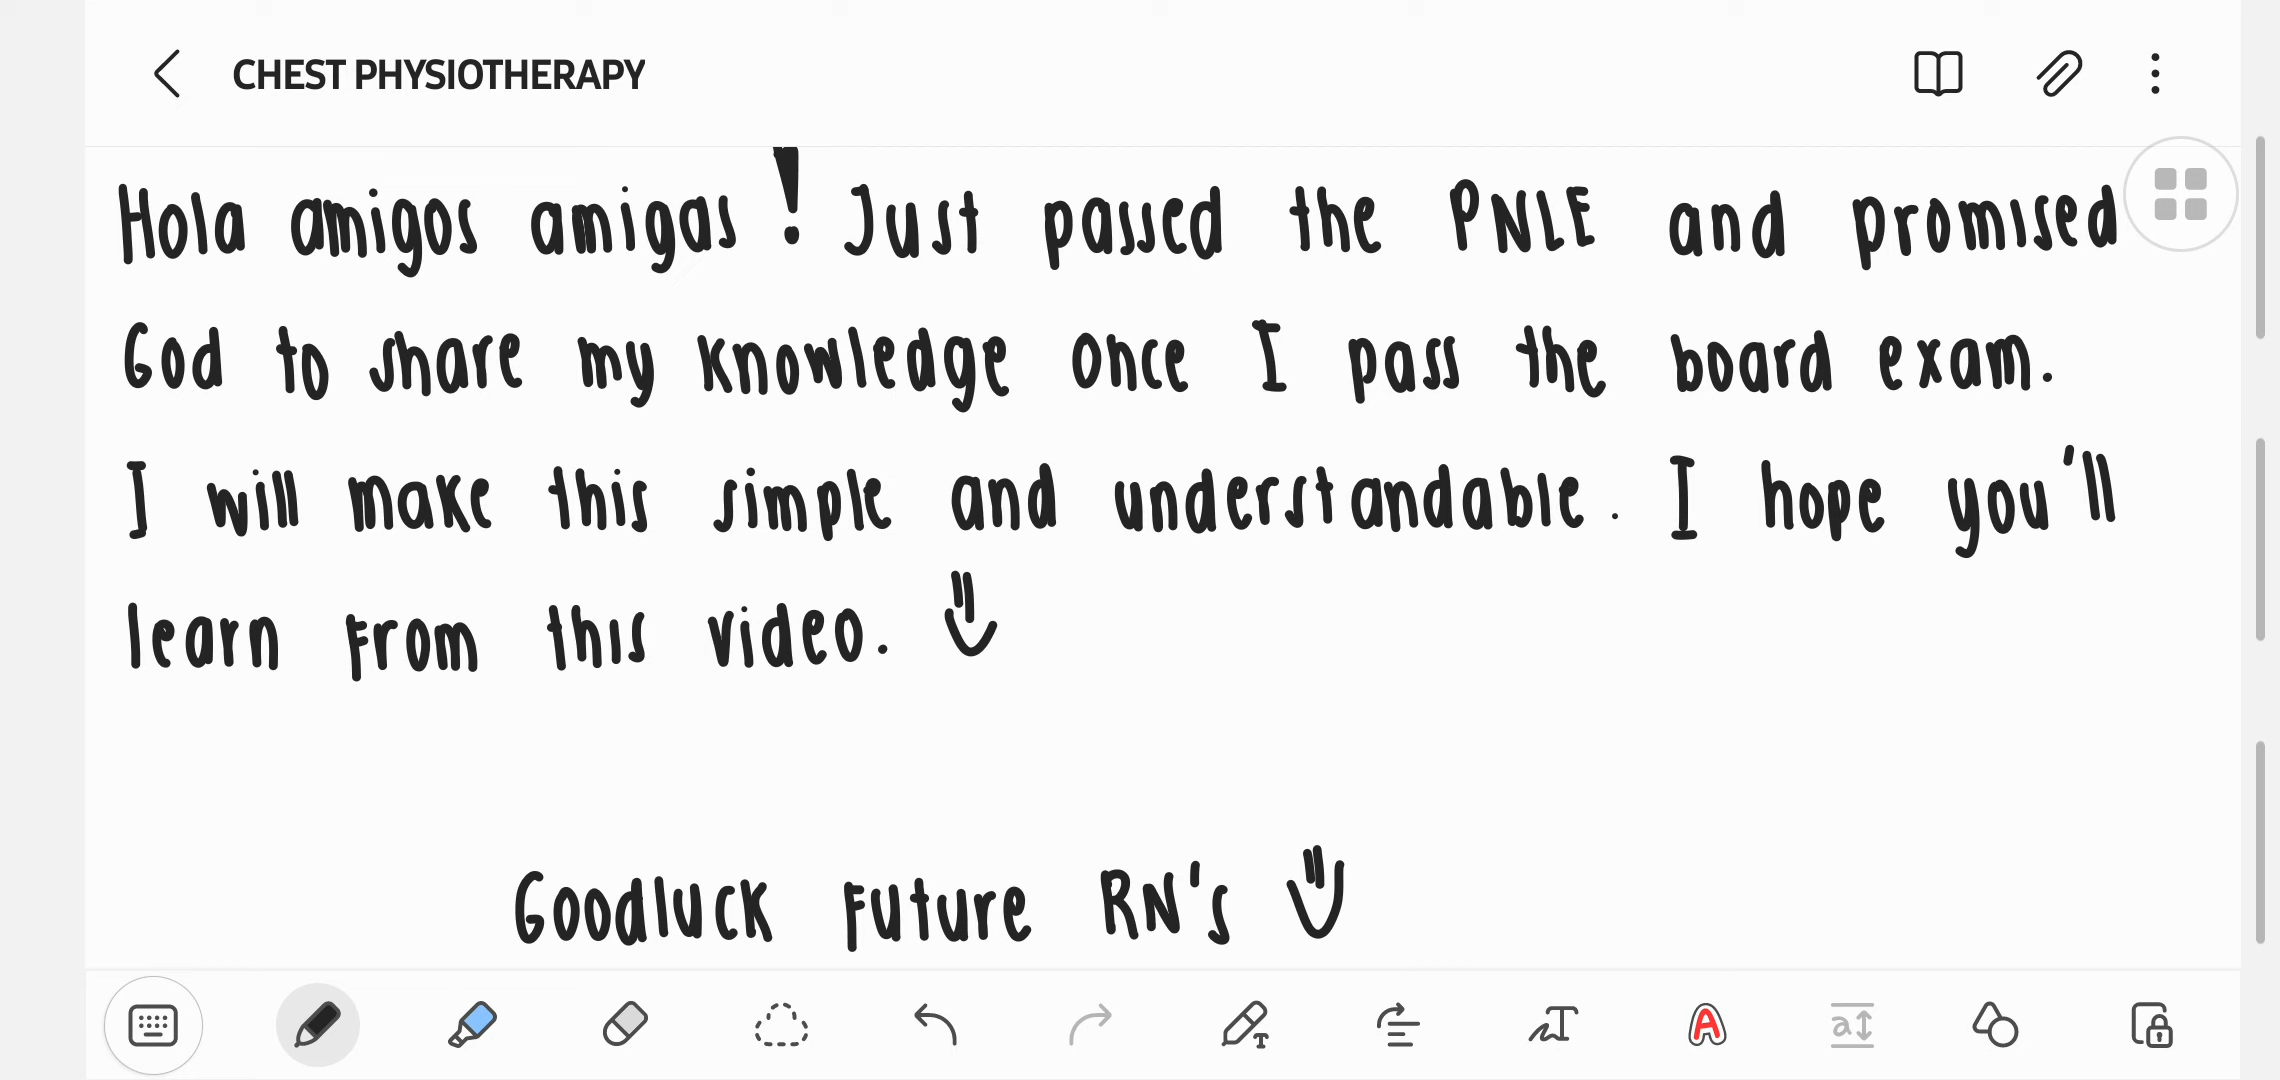 CHEST PHYSIOTHERAPY
Hola amigos amigas! Just passed the PNLE and promised
God to share my knowledge once I pass the board exam.
I will make this simple and understandable. I hope you'll
learn from this video.
Goodluck Future RN's